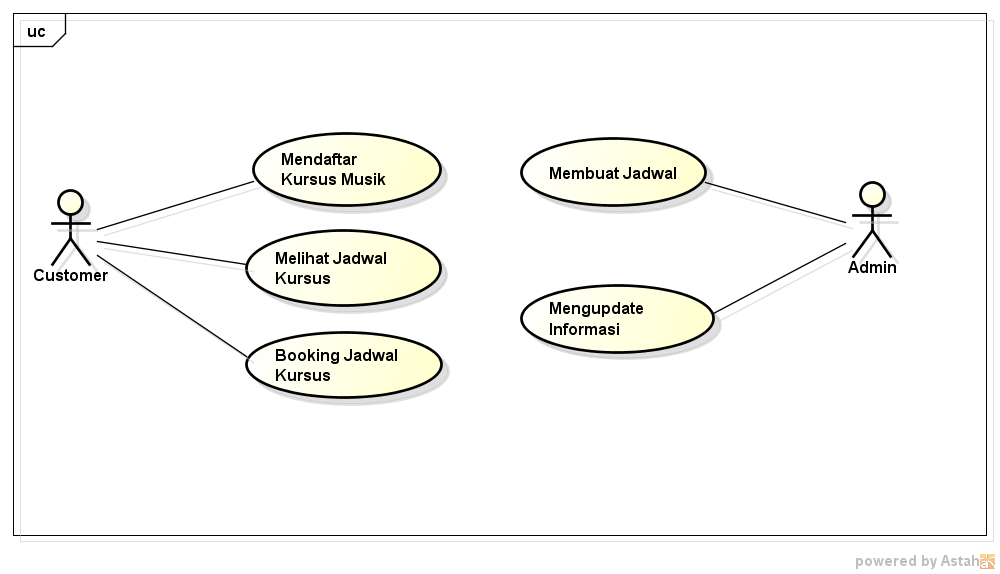 uc
Mendaftar
Kursus Musik
Membuat Jadwal
Customer
Melihat Jadwal
Kursus
Admin
Mengupdate
Informasi
Booking Jadwal
Kursus
powered by Astah